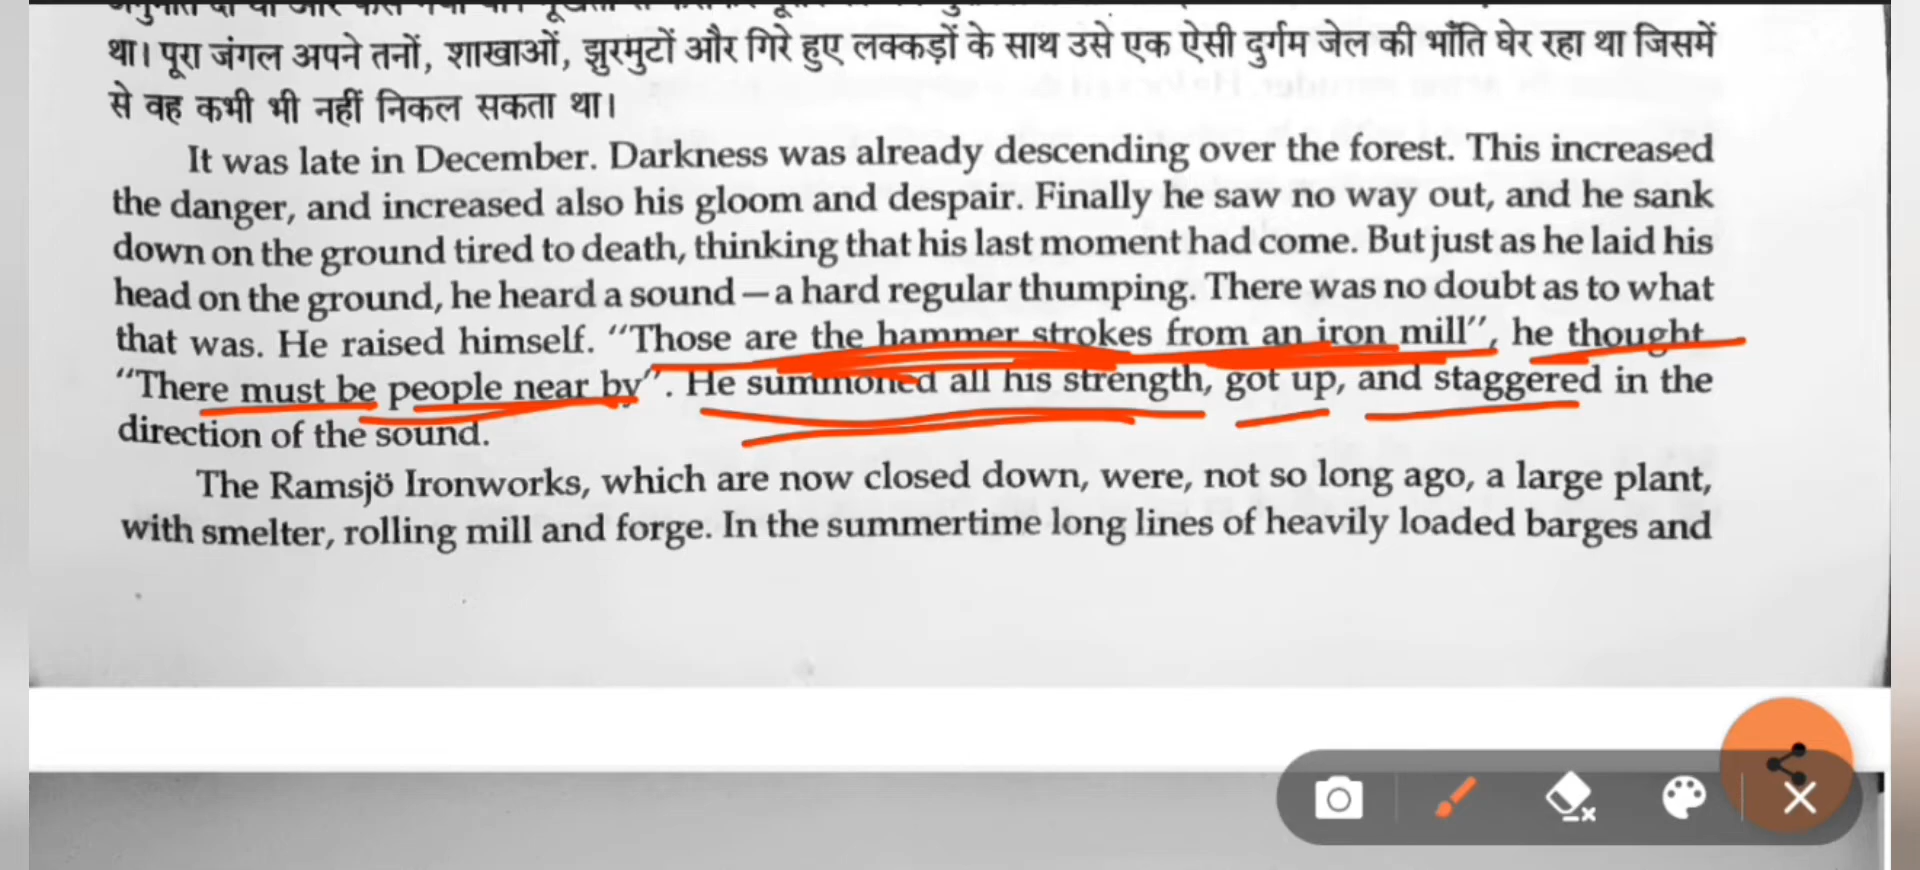 था। पूरा जंगल अपने तनों, शाखाओं, झुरमुटों और गिरे हुए लक्कड़ों के साथ उसे एक ऐसी दुर्गम जेल की भाँति घेर रहा था जिसमें
से वह कभी भी नहीं निकल सकता था।
It was late in December. Darkness was already descending over the forest. This increased
the danger, and increased also his gloom and despair. Finally he saw no way out, and he sank
down on the ground tired to death, thinking that his last moment had come. But just as he laid his
head on the ground, he heard a sound—a hard regular thumping. There was no doubt as to what
that was. He raised himself. “Those are the hammer strokes from an iron mill”, he thought
“There must be people near by”. He summoned all his strength, got up, and staggered in the
direction of the sound.
The Ramsjö Ironworks, which are now closed down, were, not so long ago, a large plant,
with smelter, rolling mill and forge. In the summertime long lines of heavily loaded barges and